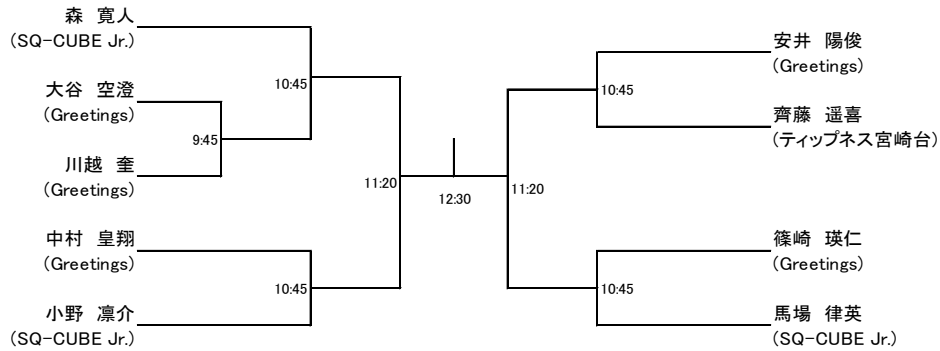 森 寛人
(SQ-CUBE Jr.)
大谷 空澄
(Greetings)
川越 奎
(Greetings)
中村 皇翔
(Greetings)
小野 凛介
(SQ-CUBE Jr.)
10:45
9:45
10:45
11:20
12:30
11:20
10:45
10:45
安井 陽俊
(Greetings)
齊藤 遥喜
(ティップネス宮崎台)
篠崎 瑛仁
(Greetings)
馬場 律英
(SQ-CUBE Jr.)